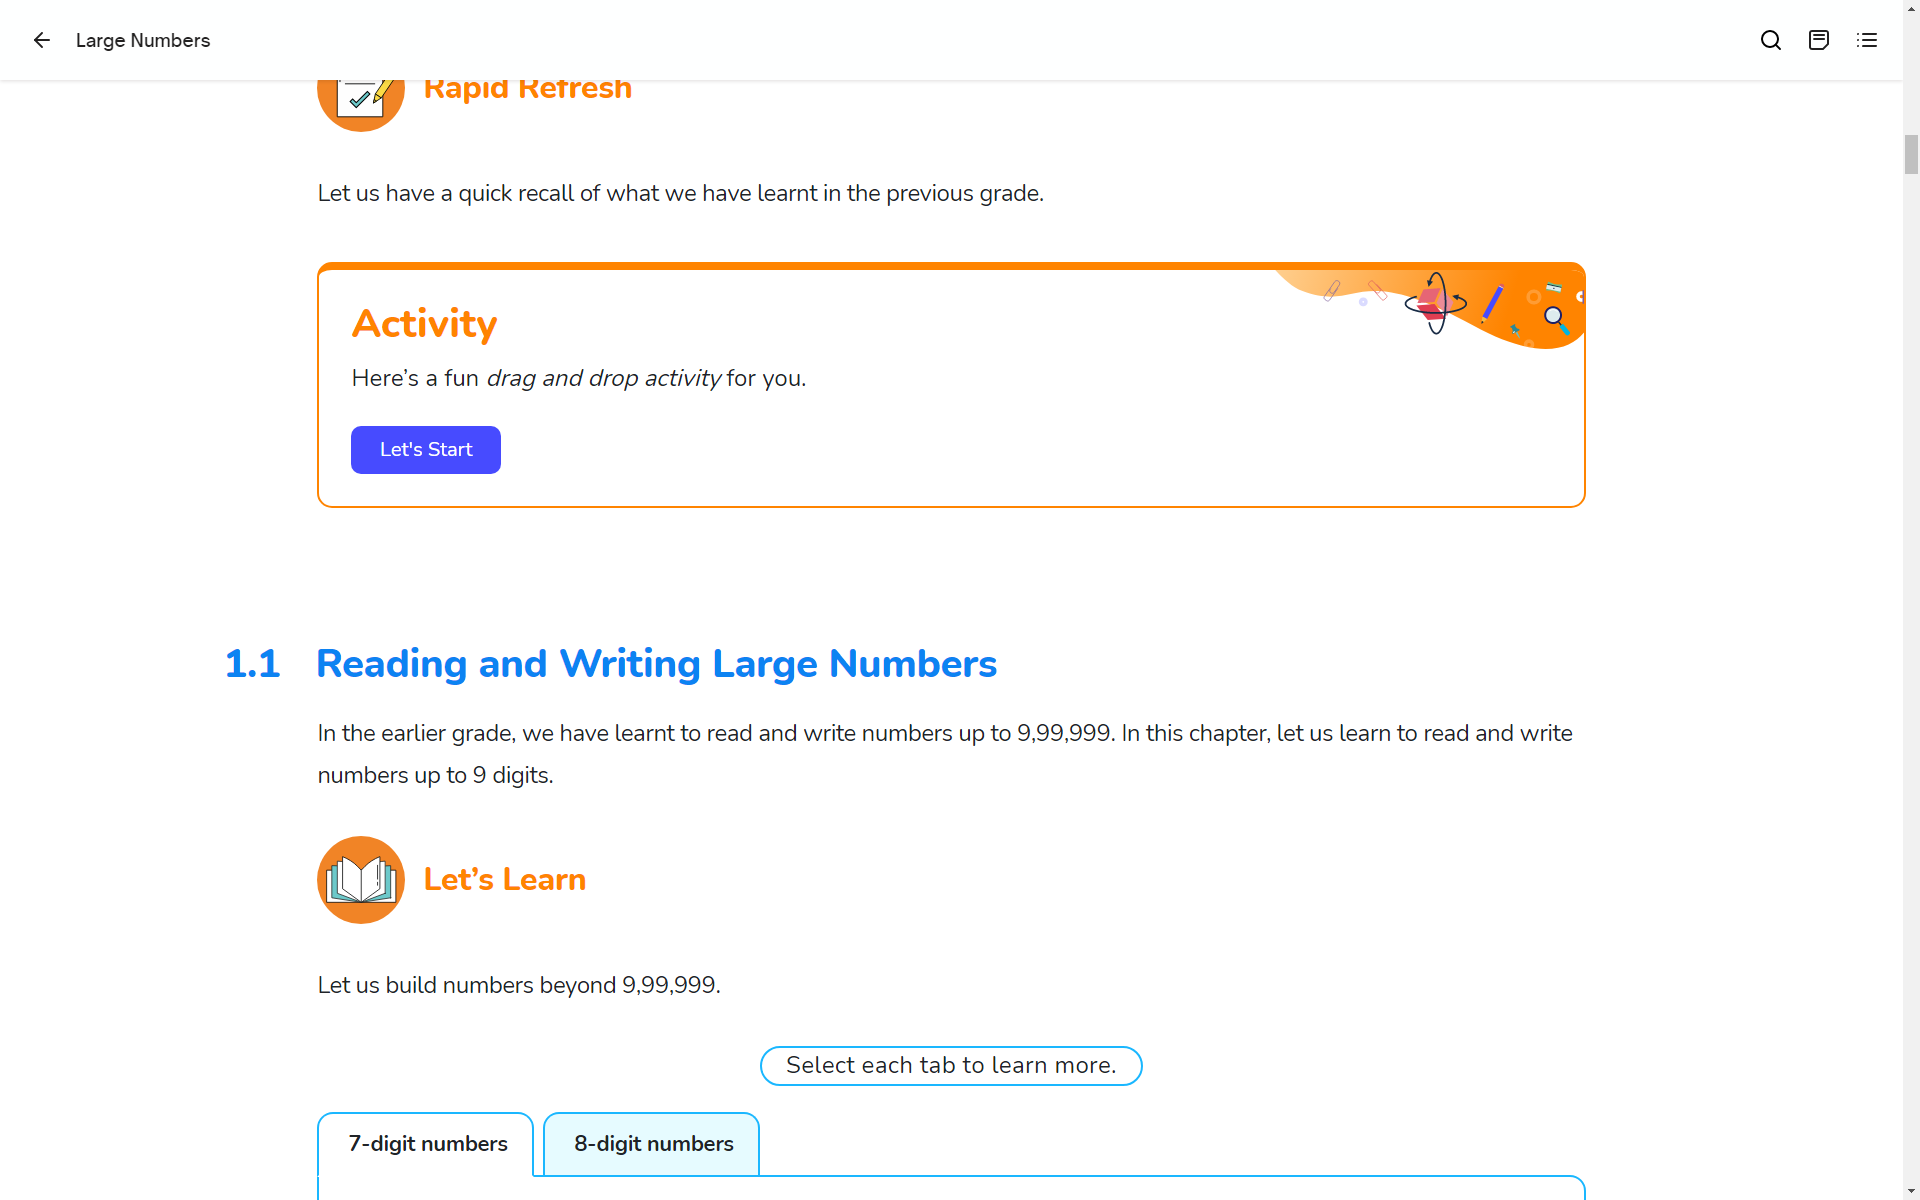 Large Numbers
Rapid Refresh
Let us have a quick recall of what we have learnt in the previous grade.
Activity
Here’s a fun drag and drop activity for you.
Let's Start
1.1 Reading and Writing Large Numbers
In the earlier grade, we have learnt to read and write numbers up to 9,99,999. In this chapter, let us learn to read and write
numbers up to 9 digits.
Let’s Learn
Let us build numbers beyond 9,99,999.
Select each tab to learn more.
7-digit numbers 8-digit numbers